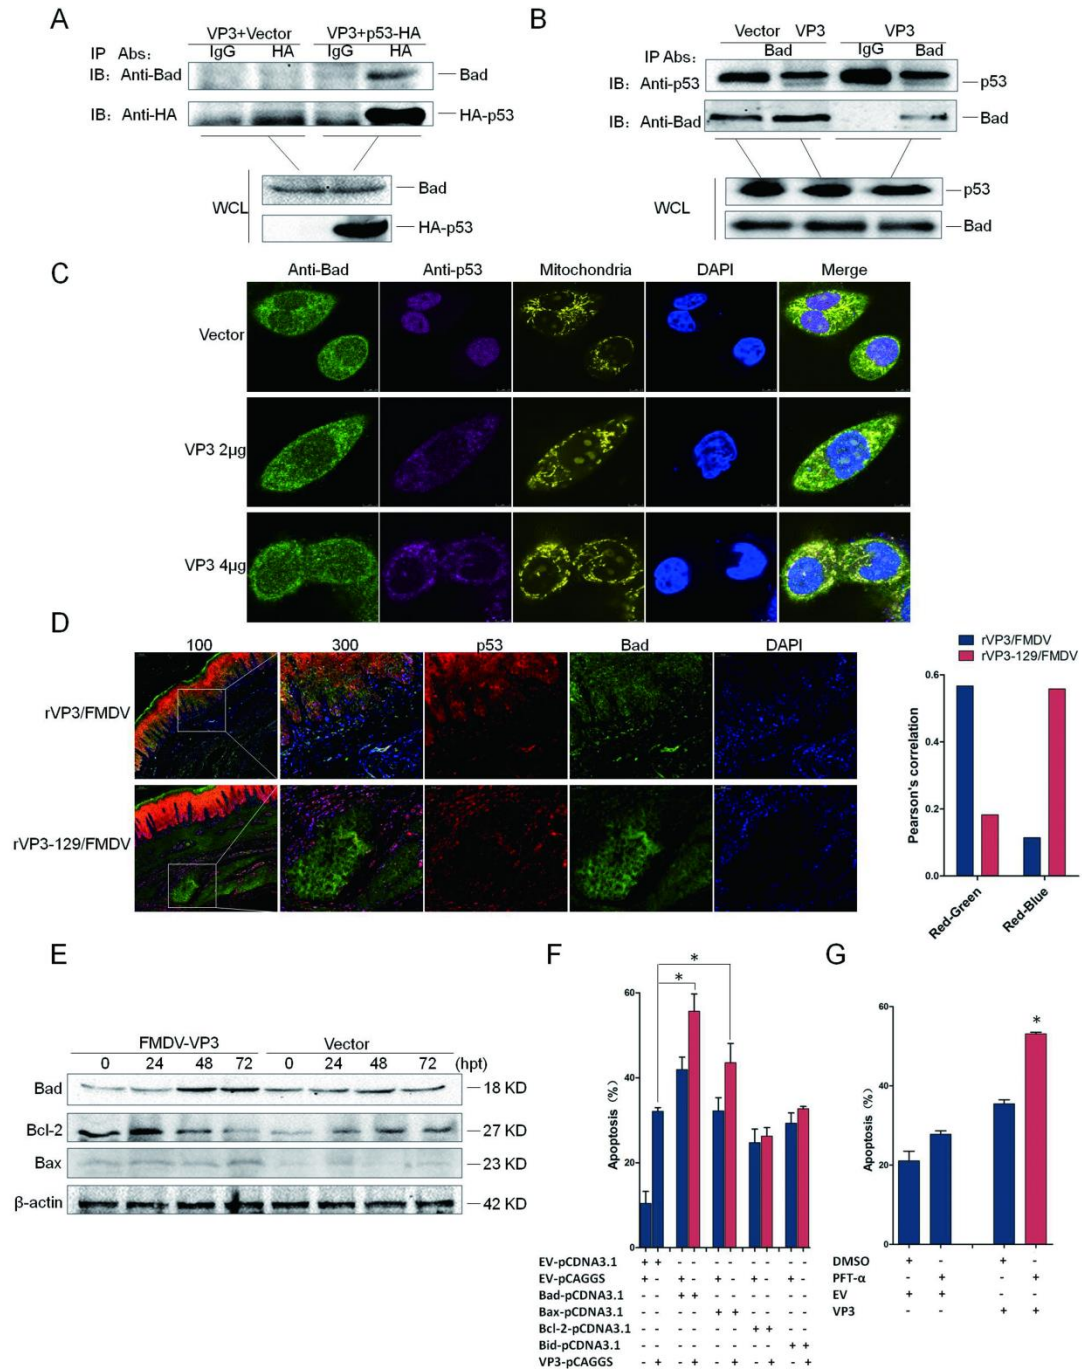 A
VP3+Vector VP3+p53-HA
IP Abs: IgG HA IgG HA
IB: Anti-Bad Bad
IB: Anti-HA HA-p53
WCL
Bad
HA-p53
B
Vector VP3 VP3
IP Abs: Bad IgG Bad
IB: Anti-p53 p53
IB: Anti-Bad Bad
WCL
p53
Bad
C
Anti-Bad Anti-p53 Mitochondria DAPI Merge
Vector
VP3 2μg
VP3 4μg
D
100 300 p53 Bad DAPI
rVP3/FMDV
rVP3-129/FMDV
rVP3/FMDV
rVP3-129/FMDV
Pearson's correlation
0.6
0.4
0.2
0.0
Red-Green Red-Blue
E
FMDV-VP3 Vector
0 24 48 72 0 24 48 72 (hpt)
Bad 18 KD
Bcl-2 27 KD
Bax 23 KD
β-actin 42 KD
F
* *
Apoptosis (%)
60
40
20
0
EV-pCDNA3.1 + + - - - - - - - -
EV-pCAGGS + - + - + - + - + -
Bad-pCDNA3.1 - - + + - - - - - -
Bax-pCDNA3.1 - - - - + + - - - -
Bcl-2-pCDNA3.1 - - - - - - + + - -
Bid-pCDNA3.1 - - - - - - - - + +
VP3-pCAGGS - + - + - + - + - +
G
*
Apoptosis (%)
60
40
20
0
DMSO + - + -
PFT-α - + - +
EV + + - -
VP3 - - + +